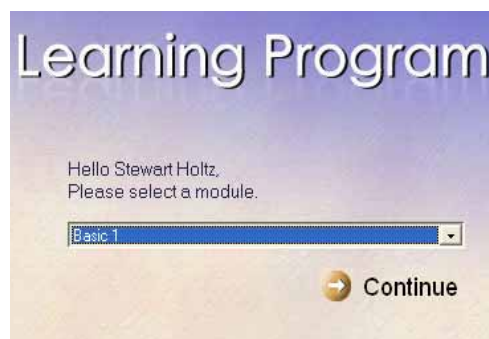 Learning Program
Hello Stewart Holtz,
Please select a module.
Basic 1
Continue